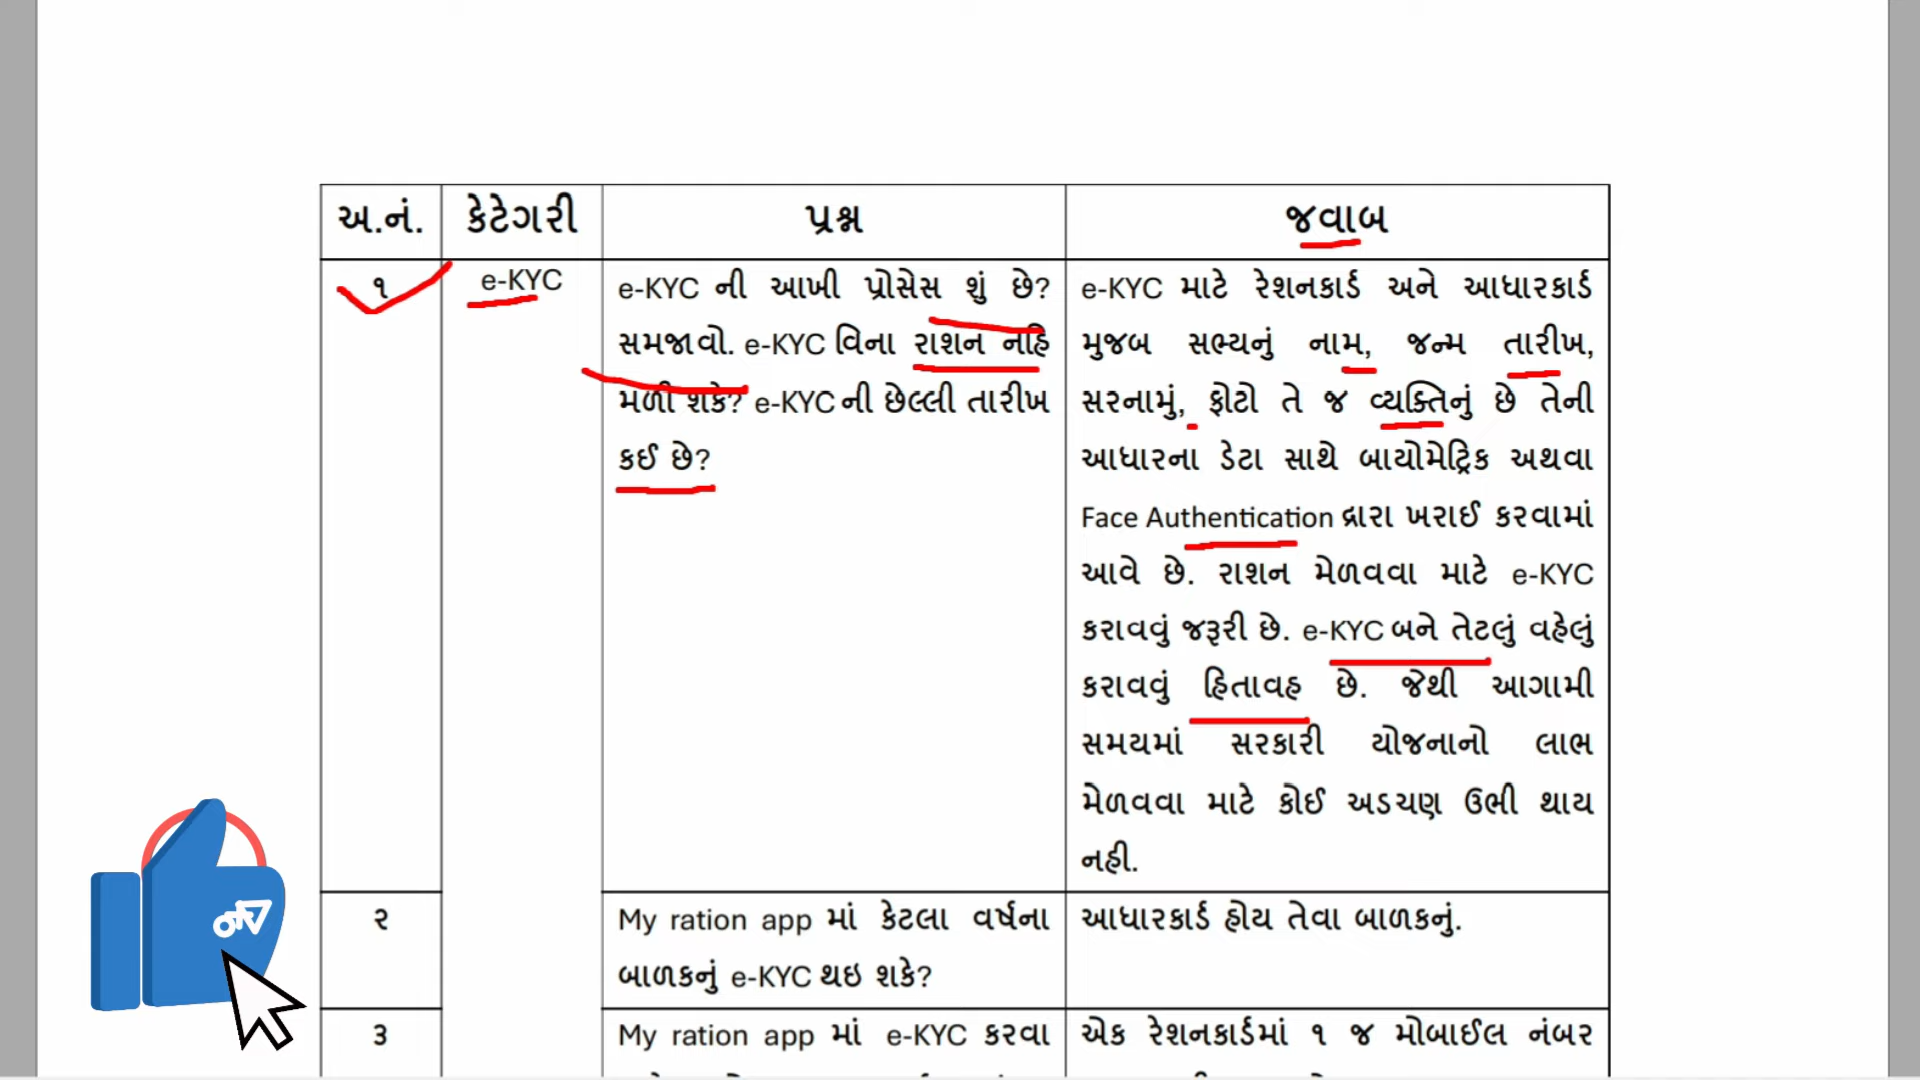 અ.નં. કેટેગરી પ્રશ્ન જવાબ
૧ e-KYC
e-KYC ની આખી પ્રોસેસ શું છે?
સમજાવો. e-KYC વિના રાશન નહિ
મળી શકે? e-KYC ની છેલ્લી તારીખ
કઈ છે?
e-KYC માટે રેશનકાર્ડ અને આધારકાર્ડ
મુજબ સભ્યનું નામ, જન્મ તારીખ,
સરનામું, ફોટો તે જ વ્યક્તિનું છે તેની
આધારના ડેટા સાથે બાયોમેટ્રિક અથવા
Face Authentication દ્રારા ખરાઈ કરવામાં
આવે છે. રાશન મેળવવા માટે e-KYC
કરાવવું જરૂરી છે. e-KYC બને તેટલું વહેલું
કરાવવું હિતાવહ છે. જેથી આગામી
સમયમાં સરકારી યોજનાનો લાભ
મેળવવા માટે કોઈ અડચણ ઉભી થાય
નહી.
૨
My ration app માં કેટલા વર્ષના
બાળકનું e-KYC થઇ શકે?
આધારકાર્ડ હોય તેવા બાળકનું.
૩
My ration app માં e-KYC કરવા
એક રેશનકાર્ડમાં ૧ જ મોબાઈલ નંબર